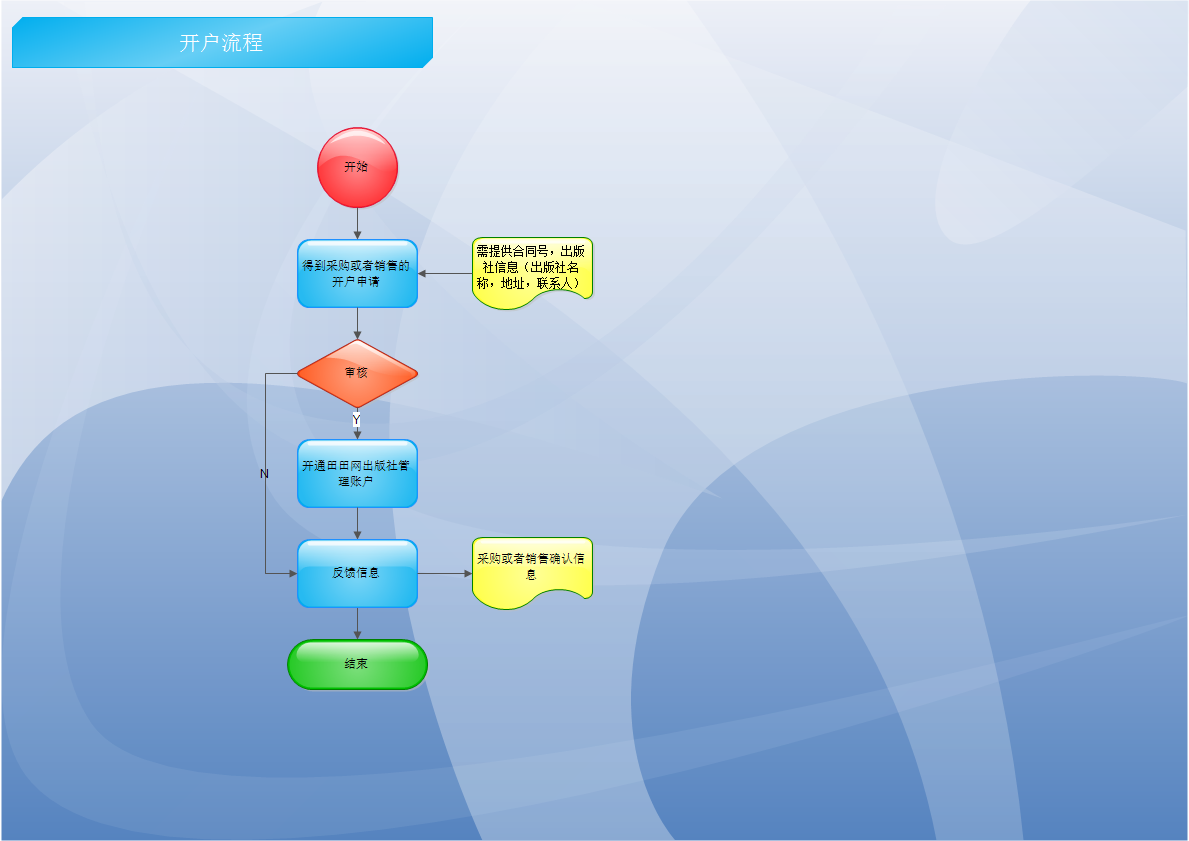 开户流程
开始
得到采购或者销售的
开户申请
需提供合同号，出版
社信息（出版社名
称，地址，联系人）
审核
Y
开通田田网出版社管
理账户
N
反馈信息
采购或者销售确认信
息
结束